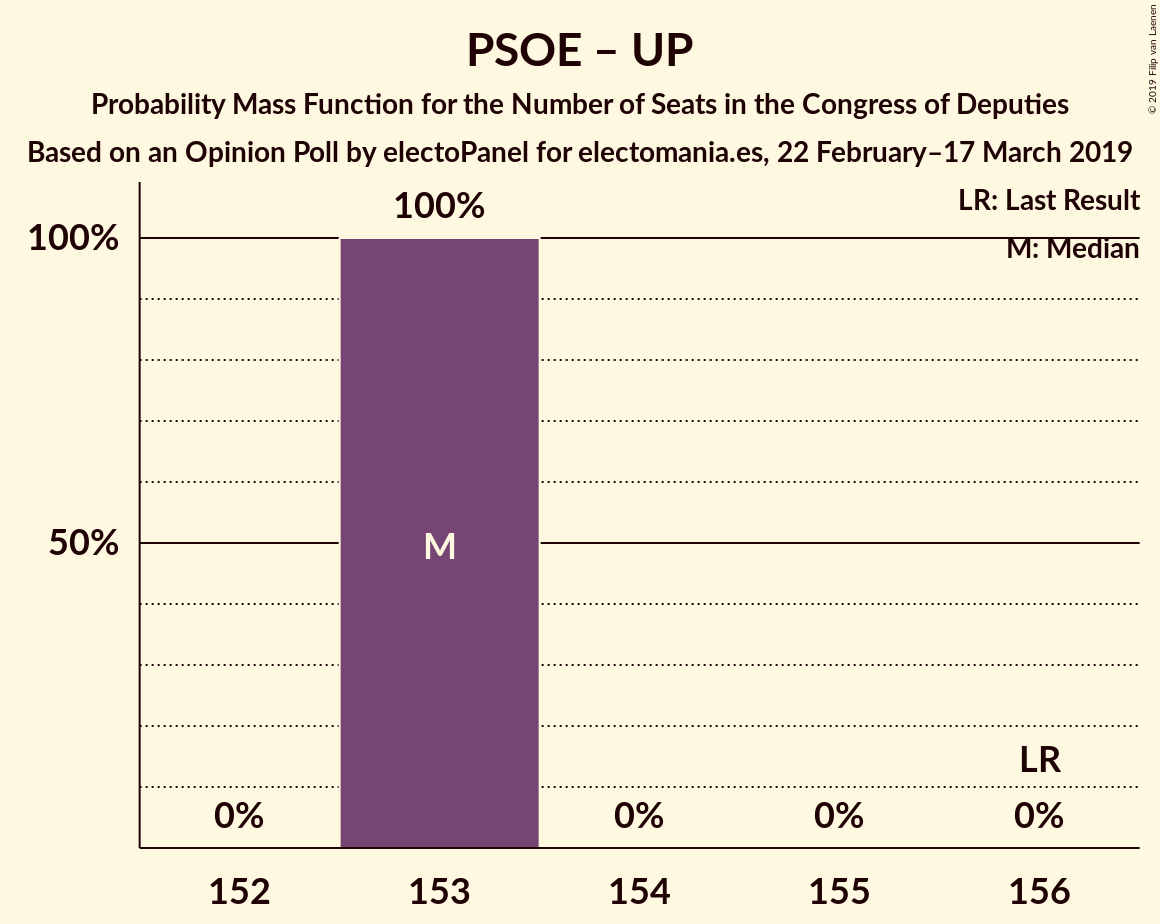 PSOE – UP
Probability Mass Function for the Number of Seats in the Congress of Deputies
Based on an Opinion Poll by electoPanel for electomania.es, 22 February–17 March 2019
© 2019 Filip van Laenen
LR: Last Result
M: Median
100%
100%
50%
M
LR
0%
0%
0%
0%
152
153
154
155
156